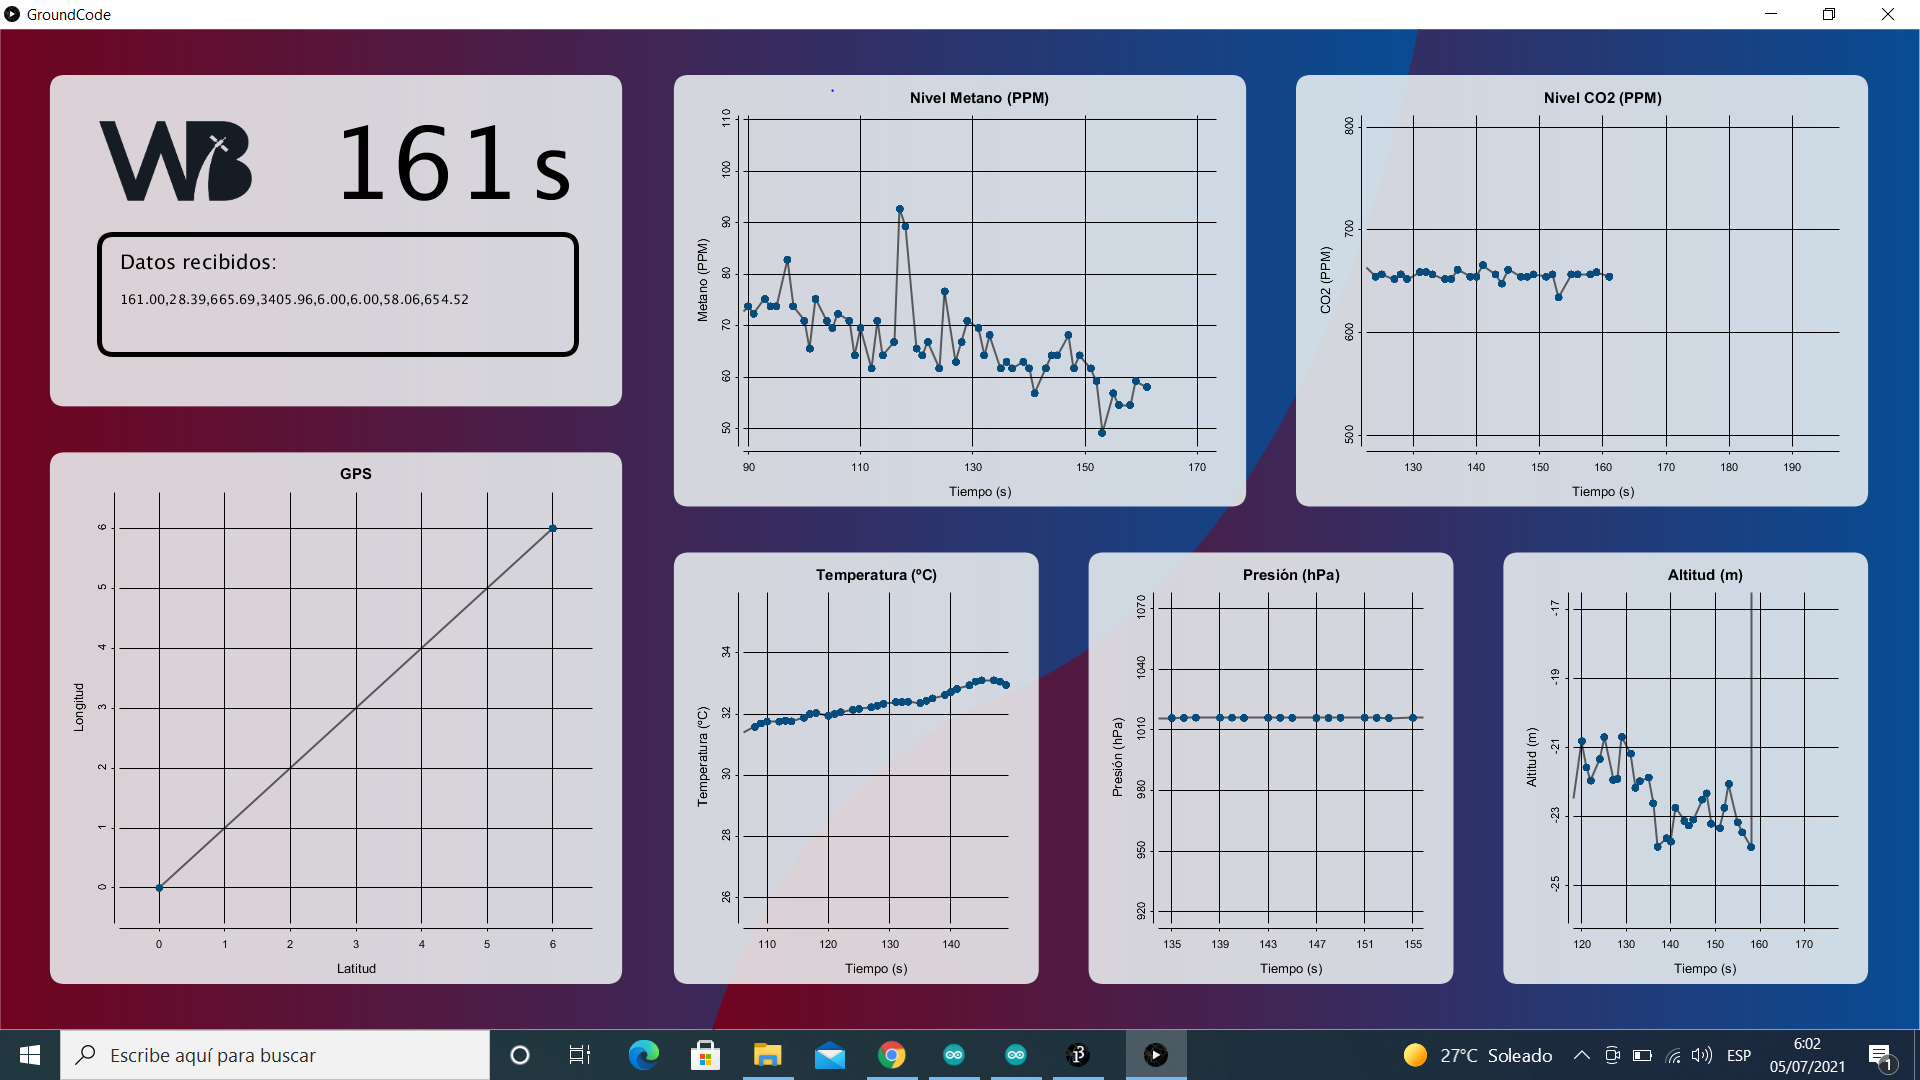 GroundCode
WB
161s
Datos recibidos:
161.00,28.39,665.69,3405.96,6.00,6.00,58.06,654.52
GPS
Longitud
6
5
4
3
2
1
0
0 1 2 3 4 5 6
Latitud
Nivel Metano (PPM)
Metano (PPM)
110
100
90
80
70
60
50
90 110 130 150 170
Tiempo (s)
Nivel CO2 (PPM)
CO2 (PPM)
800
700
600
500
130 140 150 160 170 180 190
Tiempo (s)
Temperatura (ºC)
Temperatura (ºC)
34
32
30
28
26
110 120 130 140
Tiempo (s)
Presión (hPa)
Presión (hPa)
1070
1040
1010
980
950
920
135 139 143 147 151 155
Tiempo (s)
Altitud (m)
Altitud (m)
-17
-19
-21
-23
-25
120 130 140 150 160 170
Tiempo (s)
Escribe aquí para buscar
27°C Soleado
ESP
6:02
05/07/2021
1